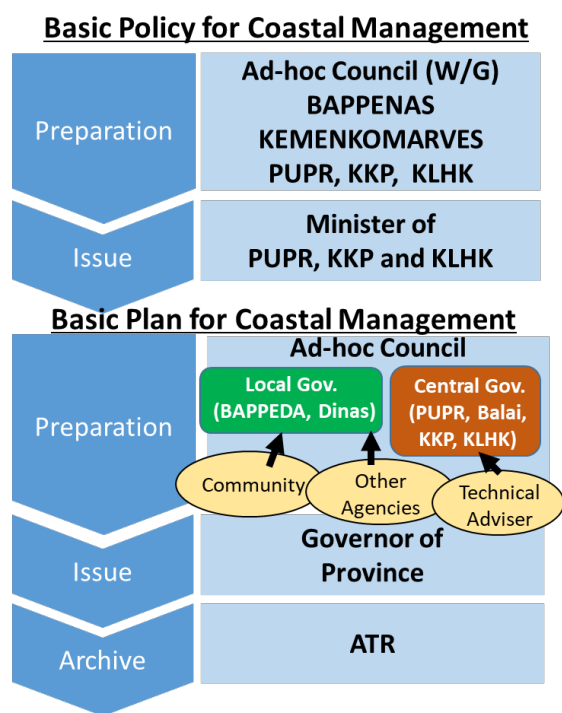 Basic Policy for Coastal Management
Preparation
Ad-hoc Council (W/G)
BAPPENAS
KEMENKOMARVES
PUPR, KKP, KLHK
Issue
Minister of
PUPR, KKP and KLHK
Basic Plan for Coastal Management
Preparation
Ad-hoc Council
Local Gov.
(BAPPEDA, Dinas)
Central Gov.
(PUPR, Balai,
KKP, KLHK)
Community
Other
Agencies
Technical
Adviser
Issue
Governor of
Province
Archive
ATR